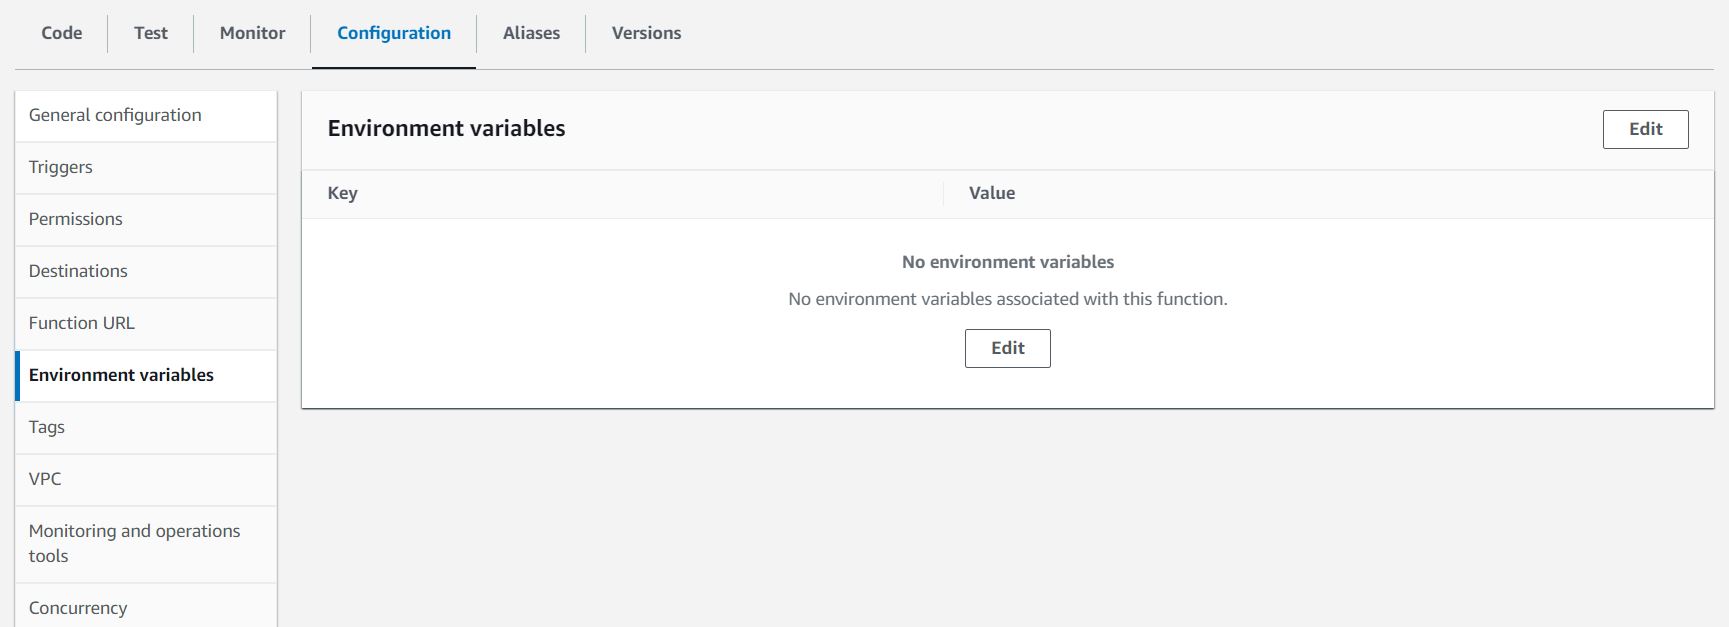 Code
Test
Monitor
Configuration
Aliases
Versions
General configuration
Triggers
Permissions
Destinations
Function URL
Environment variables
Tags
VPC
Monitoring and operations
tools
Concurrency
Environment variables
Edit
Key
Value
No environment variables
No environment variables associated with this function.
Edit